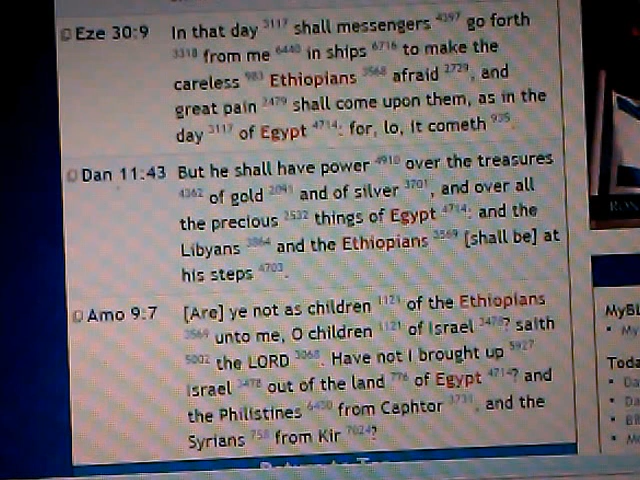 Eze 30:9 In that day 3117 shall messengers 4397 go forth
3318 from me 6440 in ships 6716 to make the
careless 983 Ethiopians 3568 afraid 2729, and
great pain 2479 shall come upon them, as in the
day 3117 of Egypt 4714: for, lo, it cometh 935.
Dan 11:43 But he shall have power 4910 over the treasures
4362 of gold 2091 and of silver 3701, and over all
the precious 2532 things of Egypt 4714: and the
Libyans 3864 and the Ethiopians 3569 [shall be] at
his steps 4703.
Amo 9:7 [Are] ye not as children 1121 of the Ethiopians
3569 unto me, O children 1121 of Israel 3478? saith
5002 the LORD 3068. Have not I brought up 5927
Israel 3478 out of the land 776 of Egypt 4714? and
the Philistines 6430 from Caphtor 3731, and the
Syrians 758 from Kir 7024?
MyBL
My
Toda
Da
Da